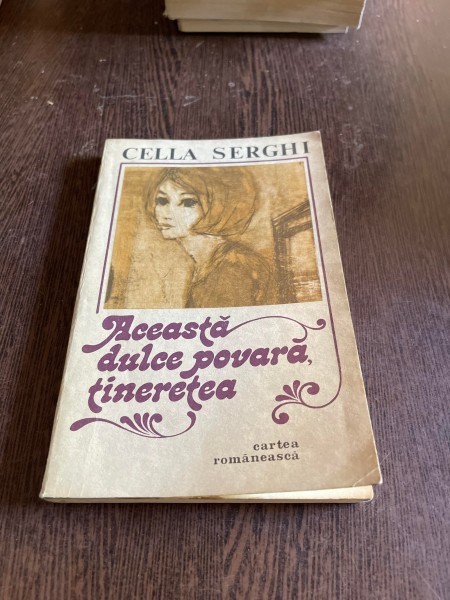 CELLA SERGHI
Această
dulce povară,
tinerețea
cartea
românească